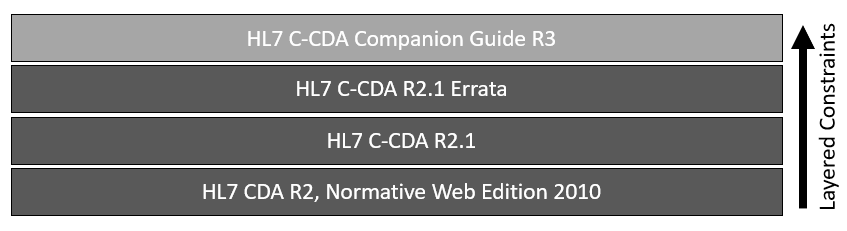 HL7 C-CDA Companion Guide R3
HL7 C-CDA R2.1 Errata
HL7 C-CDA R2.1
HL7 CDA R2, Normative Web Edition 2010
Layered Constraints